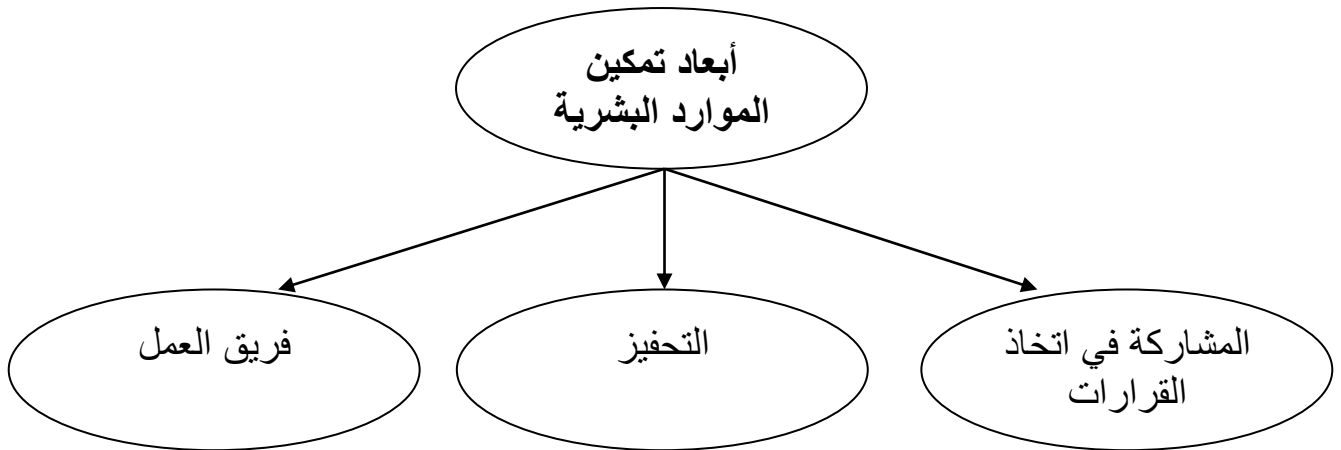 أبعاد تمكين
الموارد البشرية
المشاركة في اتخاذ
القرارات
التحفيز
فريق العمل